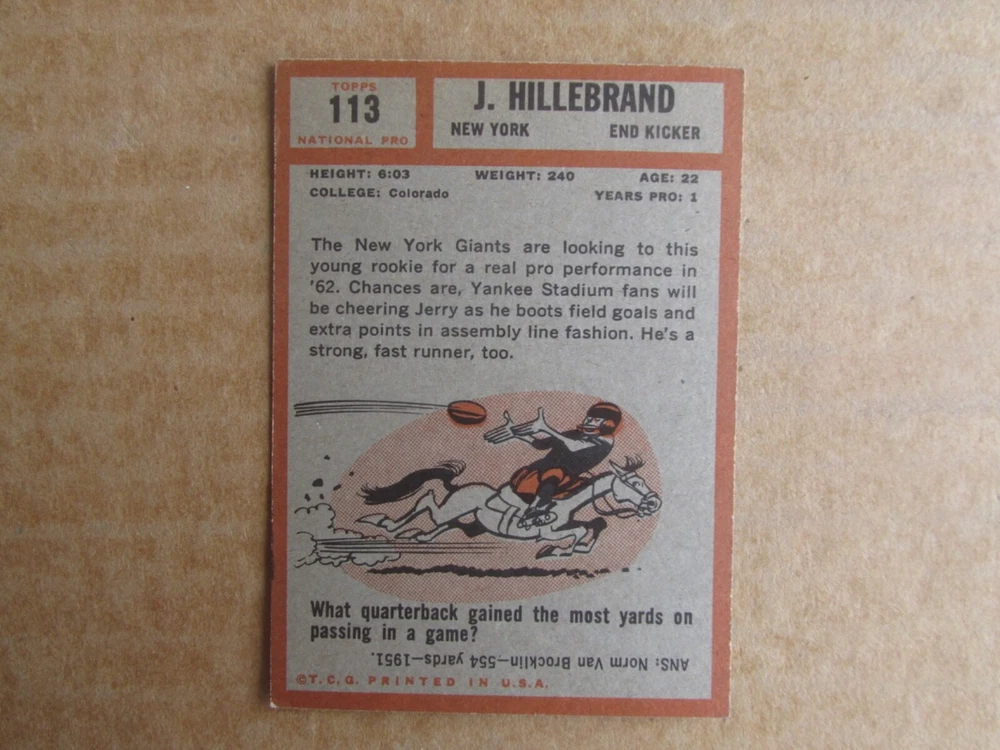 TOPPS
113
NATIONAL PRO
J. HILLEBRAND
NEW YORK END KICKER
HEIGHT: 6:03 WEIGHT: 240 AGE: 22
COLLEGE: Colorado YEARS PRO: 1
The New York Giants are looking to this
young rookie for a real pro performance in
'62. Chances are, Yankee Stadium fans will
be cheering Jerry as he boots field goals and
extra points in assembly line fashion. He's a
strong, fast runner, too.
What quarterback gained the most yards on
passing in a game?
ANS: Norm Van Brocklin—554 yards—1951.
©T.C.G. PRINTED IN U.S.A.